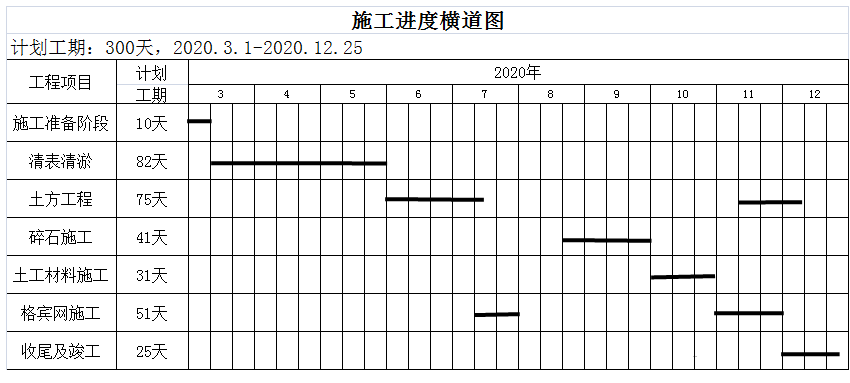 施工进度横道图
计划工期：300天，2020.3.1-2020.12.25
工程项目 计划工期 2020年
3 4 5 6 7 8 9 10 11 12
施工准备阶段 10天
清表清淤 82天
土方工程 75天
碎石施工 41天
土工材料施工 31天
格宾网施工 51天
收尾及竣工 25天